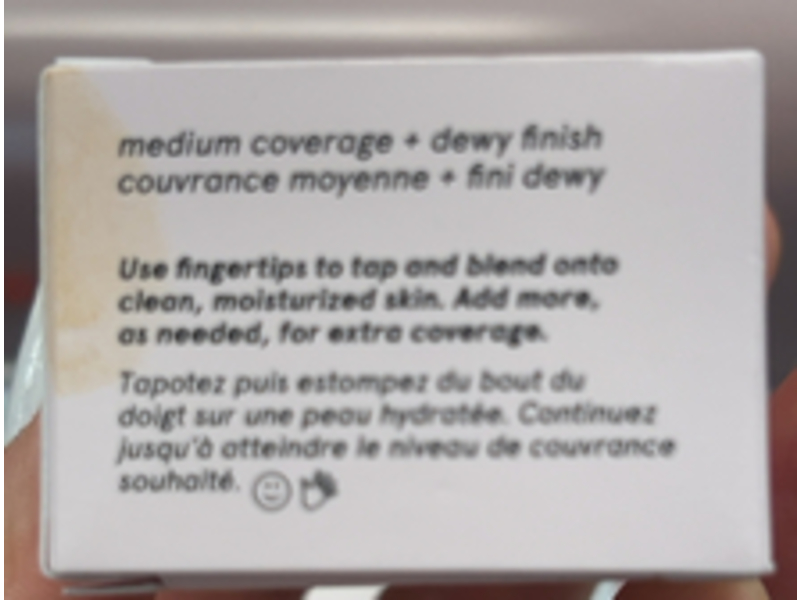 medium coverage + dewy finish
couvrance moyenne + fini dewy
Use fingertips to tap and blend onto
clean, moisturized skin. Add more,
as needed, for extra coverage.
Tapotez puis estompez du bout du
doigt sur une peau hydratée. Continuez
jusqu'à atteindre le niveau de couvrance
souhaité.